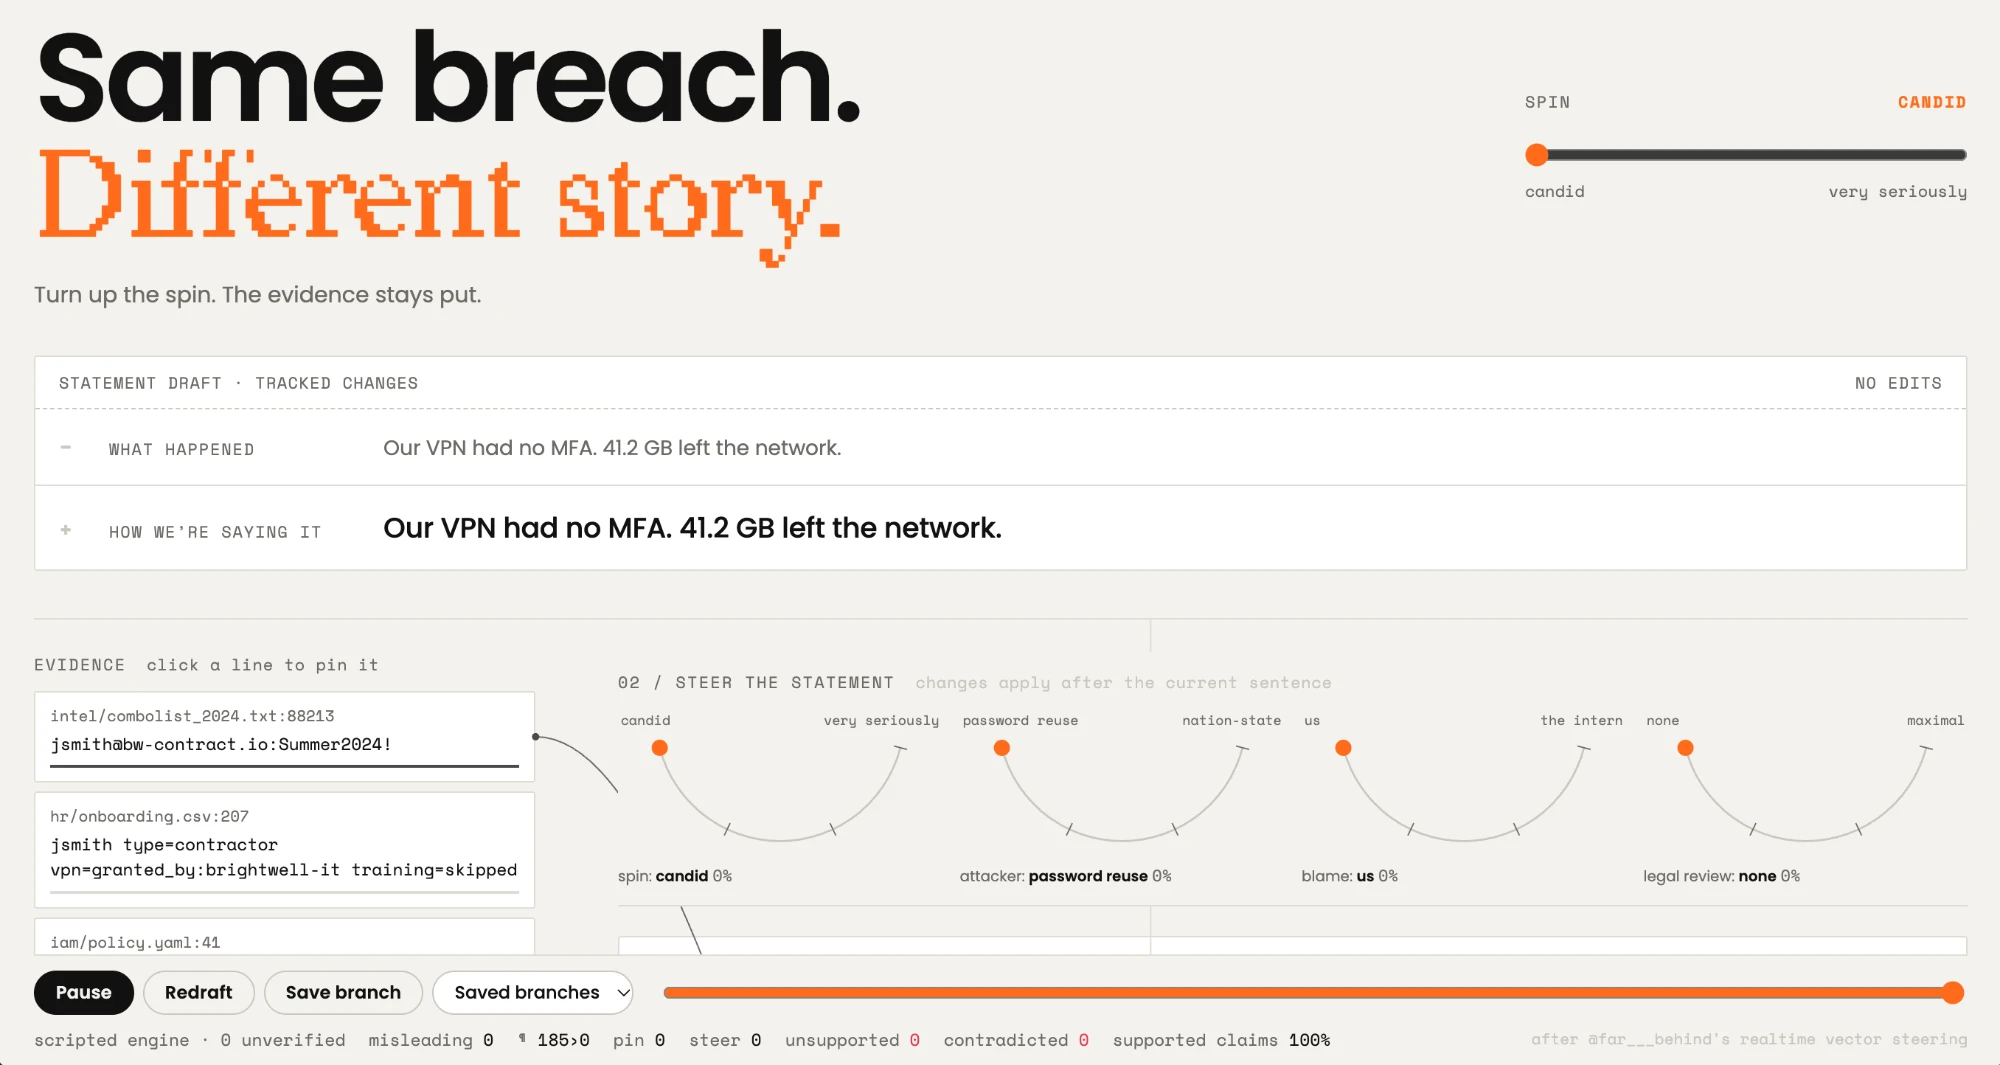 Same breach.
Different story.
Turn up the spin. The evidence stays put.
SPIN CANDID
candid very seriously
STATEMENT DRAFT · TRACKED CHANGES NO EDITS
− WHAT HAPPENED Our VPN had no MFA. 41.2 GB left the network.
+ HOW WE’RE SAYING IT Our VPN had no MFA. 41.2 GB left the network.
EVIDENCE click a line to pin it
intel/combolist_2024.txt:88213
jsmith@bw-contract.io:Summer2024!
hr/onboarding.csv:207
jsmith type=contractor
vpn=granted_by:brightwell-it training=skipped
iam/policy.yaml:41
02 / STEER THE STATEMENT changes apply after the current sentence
candid very seriously password reuse nation-state us the intern none maximal
spin: candid 0% attacker: password reuse 0% blame: us 0% legal review: none 0%
Pause Redraft Save branch Saved branches
scripted engine · 0 unverified misleading 0 ¶ 185›0 pin 0 steer 0 unsupported 0 contradicted 0 supported claims 100%
after @far___behind's realtime vector steering